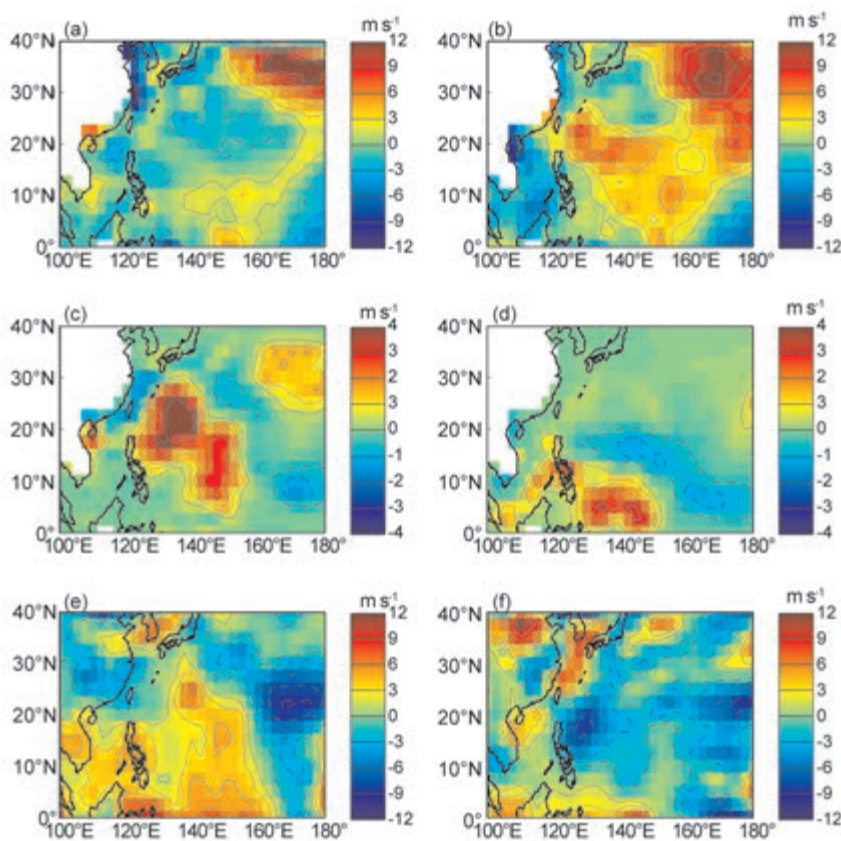 (a) m s⁻¹ (b) m s⁻¹
40°N 12 40°N 12
9 9
30°N 6 30°N 6
3 3
20°N 0 20°N 0
-3 -3
10°N -6 10°N -6
-9 -9
0° -12 0° -12
100°E 120°E 140°E 160°E 180° 100°E 120°E 140°E 160°E 180°
(c) m s⁻¹ (d) m s⁻¹
40°N 4 40°N 4
3 3
30°N 2 30°N 2
3 3
20°N 0 20°N 0
-1 -1
10°N -2 10°N -2
-3 -3
0° -4 0° -4
100°E 120°E 140°E 160°E 180° 100°E 120°E 140°E 160°E 180°
(e) m s⁻¹ (f) m s⁻¹
40°N 12 40°N 12
9 9
30°N 6 30°N 6
3 3
20°N 0 20°N 0
-3 -3
10°N -6 10°N -6
-9 -9
0° -12 0° -12
100°E 120°E 140°E 160°E 180° 100°E 120°E 140°E 160°E 180°